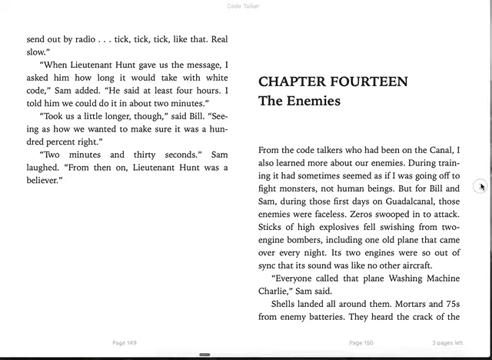 Code Talker
send out by radio . . . tick, tick, tick, like that. Real
slow.”
“When Lieutenant Hunt gave us the message, I
asked him how long it would take with white
code,” Sam added. “He said at least four hours. I
told him we could do it in about two minutes.”
“Took us a little longer, though,” said Bill. “See-
ing as how we wanted to make sure it was a hun-
dred percent right.”
“Two minutes and thirty seconds.” Sam
laughed. “From then on, Lieutenant Hunt was a
believer.”
Page 149
CHAPTER FOURTEEN
The Enemies
From the code talkers who had been on the Canal, I
also learned more about our enemies. During train-
ing it had sometimes seemed as if I was going off to
fight monsters, not human beings. But for Bill and
Sam, during those first days on Guadalcanal, those
enemies were faceless. Zeros swooped in to attack.
Sticks of high explosives fell swishing from two-
engine bombers, including one old plane that came
over every night. Its two engines were so out of
sync that its sound was like no other aircraft.
“Everyone called that plane Washing Machine
Charlie,” Sam said.
Shells landed all around them. Mortars and 75s
from enemy batteries. They heard the crack of the
Page 150
3 pages left